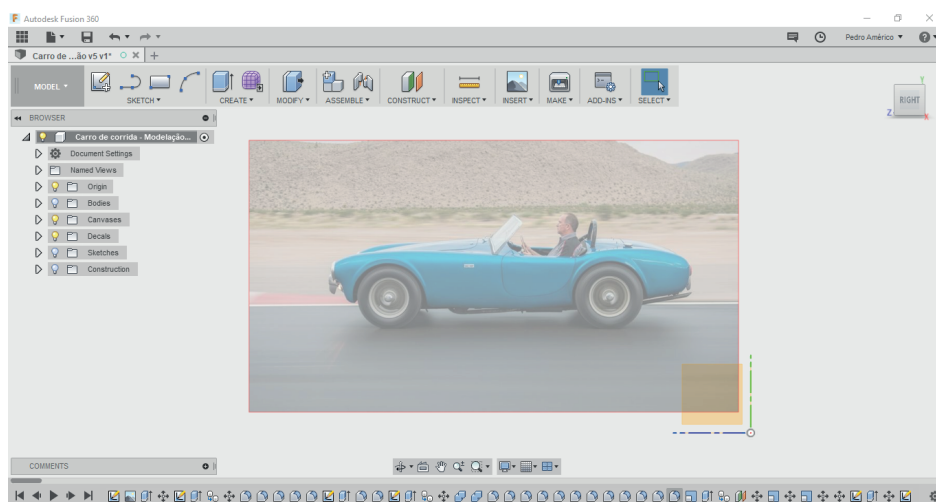 F Autodesk Fusion 360
Pedro Américo
Carro de ...ão v5 v1*
MODEL
SKETCH
CREATE
MODIFY
ASSEMBLE
CONSTRUCT
INSPECT
INSERT
MAKE
ADD-INS
SELECT
Y
RIGHT
Z
X
BROWSER
Carro de corrida - Modelação...
Document Settings
Named Views
Origin
Bodies
Canvases
Decals
Sketches
Construction
COMMENTS